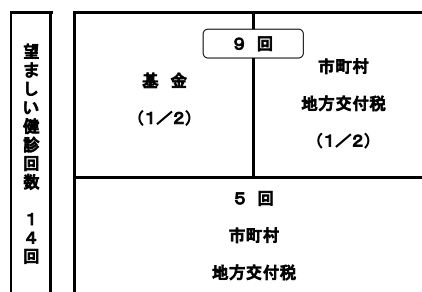 望ましい健診回数 14回
9 回
基 金
(1/2)
市町村
地方交付税
(1/2)
5 回
市町村
地方交付税